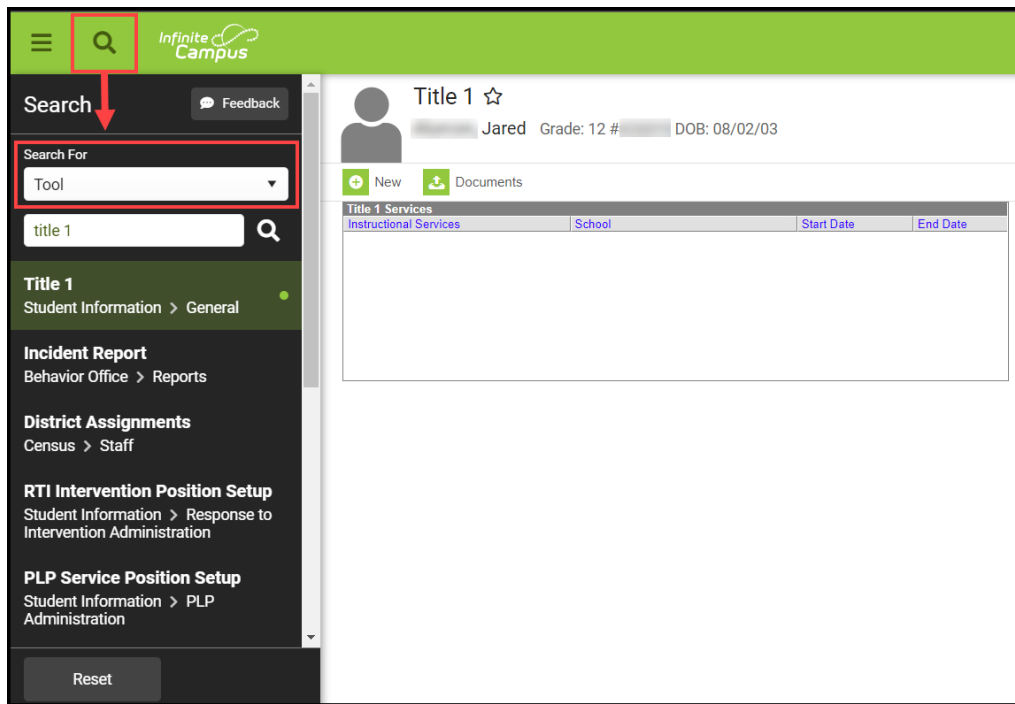 Infinite
Campus
Search
Feedback
Search For
Tool
title 1
Title 1
Student Information > General
Incident Report
Behavior Office > Reports
District Assignments
Census > Staff
RTI Intervention Position Setup
Student Information > Response to
Intervention Administration
PLP Service Position Setup
Student Information > PLP
Administration
Reset
Title 1
Jared Grade: 12 # DOB: 08/02/03
New Documents
Title 1 Services
Instructional Services School Start Date End Date